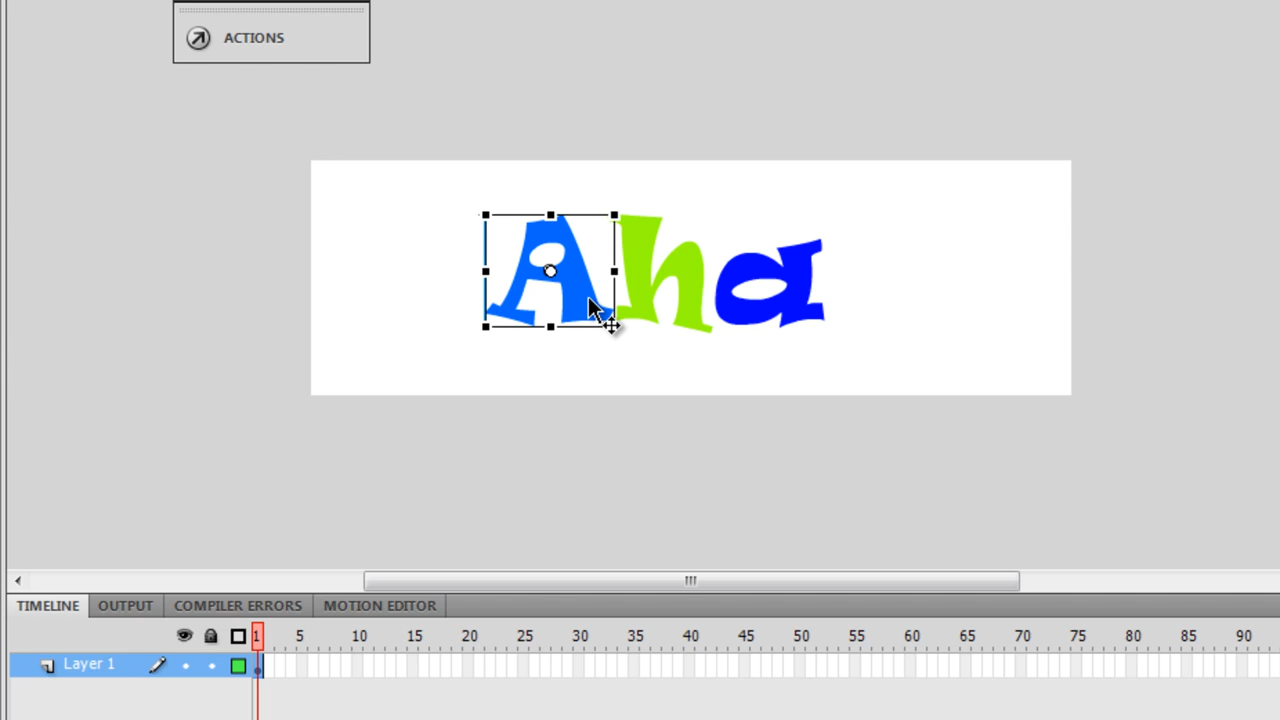 ACTIONS
Aha
TIMELINE OUTPUT COMPILER ERRORS MOTION EDITOR
1 5 10 15 20 25 30 35 40 45 50 55 60 65 70 75 80 85 90
Layer 1